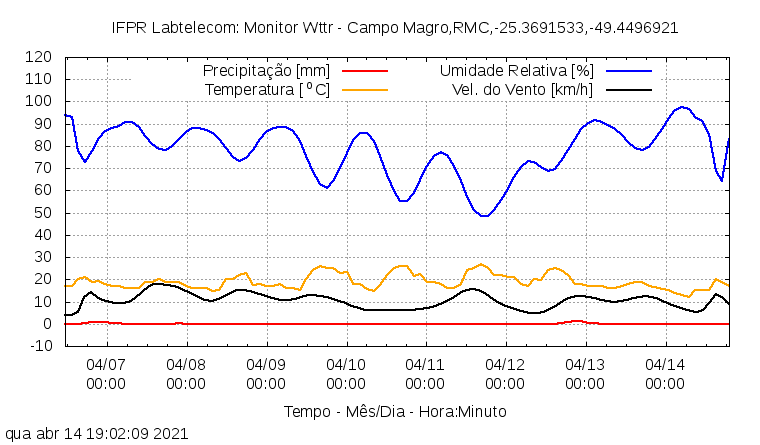 IFPR Labtelecom: Monitor Wttr - Campo Magro,RMC,-25.3691533,-49.4496921
Precipitação [mm] Umidade Relativa [%]
Temperatura [ ⁰C] Vel. do Vento [km/h]
120
110
100
90
80
70
60
50
40
30
20
10
0
-10
04/07 04/08 04/09 04/10 04/11 04/12 04/13 04/14
00:00 00:00 00:00 00:00 00:00 00:00 00:00 00:00
Tempo - Mês/Dia - Hora:Minuto
qua abr 14 19:02:09 2021